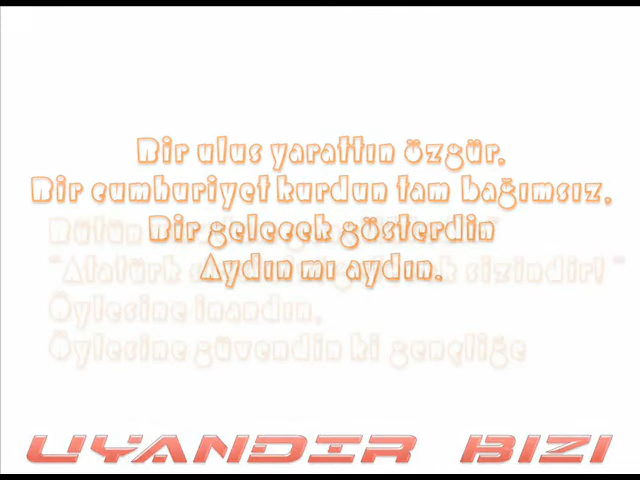 Bir ulus yarattın özgür.
Bir cumhuriyet kurdun tam bağımsız.
Bütün
Bir gelecek gösterdin
"Atatürk sizindir! "
Aydın mı aydın.
Öylesine inandın.
Öylesine güvendin ki gençliğe
UYANDIR BIZI